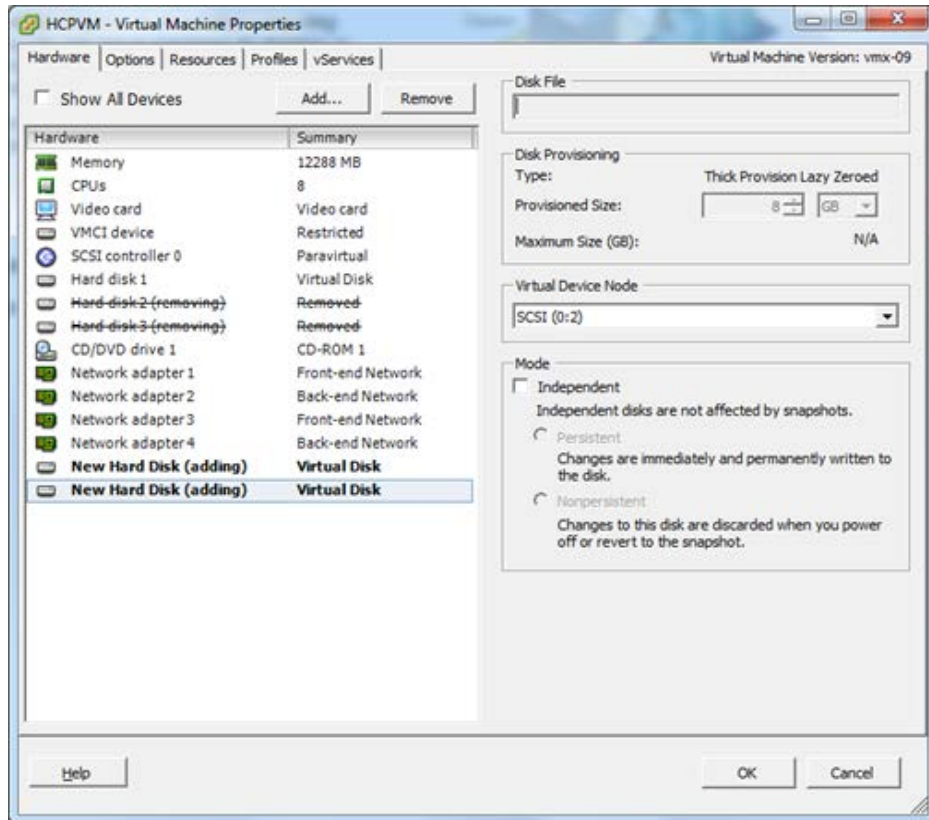 HCPVM - Virtual Machine Properties
Hardware Options Resources Profiles vServices Virtual Machine Version: vmx-09
Show All Devices Add... Remove
Hardware Summary
Memory 12288 MB
CPUs 8
Video card Video card
VMCI device Restricted
SCSI controller 0 Paravirtual
Hard disk 1 Virtual Disk
Hard disk 2 (removing) Removed
Hard disk 3 (removing) Removed
CD/DVD drive 1 CD-ROM 1
Network adapter 1 Front-end Network
Network adapter 2 Back-end Network
Network adapter 3 Front-end Network
Network adapter 4 Back-end Network
New Hard Disk (adding) Virtual Disk
New Hard Disk (adding) Virtual Disk
Disk File
Disk Provisioning
Type: Thick Provision Lazy Zeroed
Provisioned Size: 8 GB
Maximum Size (GB): N/A
Virtual Device Node
SCSI (0:2)
Mode
Independent
Independent disks are not affected by snapshots.
Persistent
Changes are immediately and permanently written to
the disk.
Nonpersistent
Changes to this disk are discarded when you power
off or revert to the snapshot.
Help OK Cancel